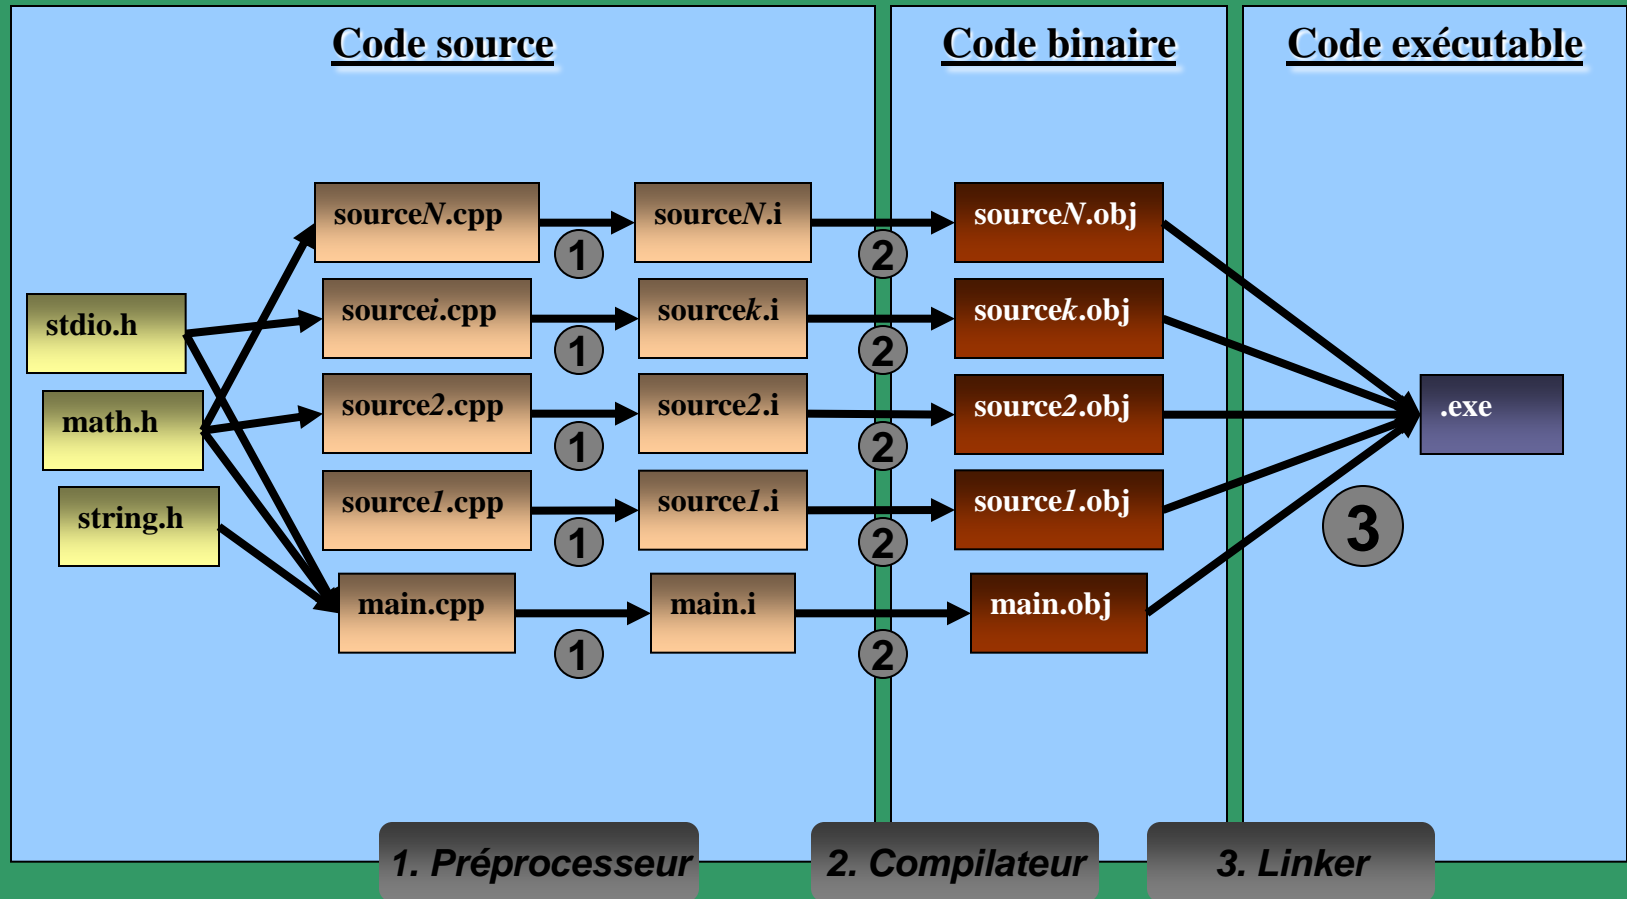 Code source
Code binaire
Code exécutable
sourceN.cpp
sourceN.i
sourceN.obj
1
2
stdio.h
sourcei.cpp
sourcek.i
sourcek.obj
1
2
math.h
source2.cpp
source2.i
source2.obj
.exe
1
2
string.h
source1.cpp
source1.i
source1.obj
1
2
3
main.cpp
main.i
main.obj
1
2
1. Préprocesseur
2. Compilateur
3. Linker